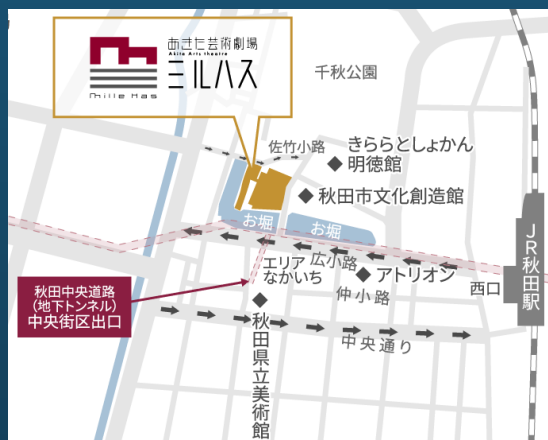 あきた芸術劇場
Akita Arts theatre
ミルハス
mille Has
千秋公園
佐竹小路
きららとしょかん
明徳館
秋田市文化創造館
お堀
お堀
広小路
エリア
なかいち
アトリオン
仲小路
西口
JR秋田駅
秋田中央道路
(地下トンネル)
中央街区出口
秋田県立美術館
中央通り